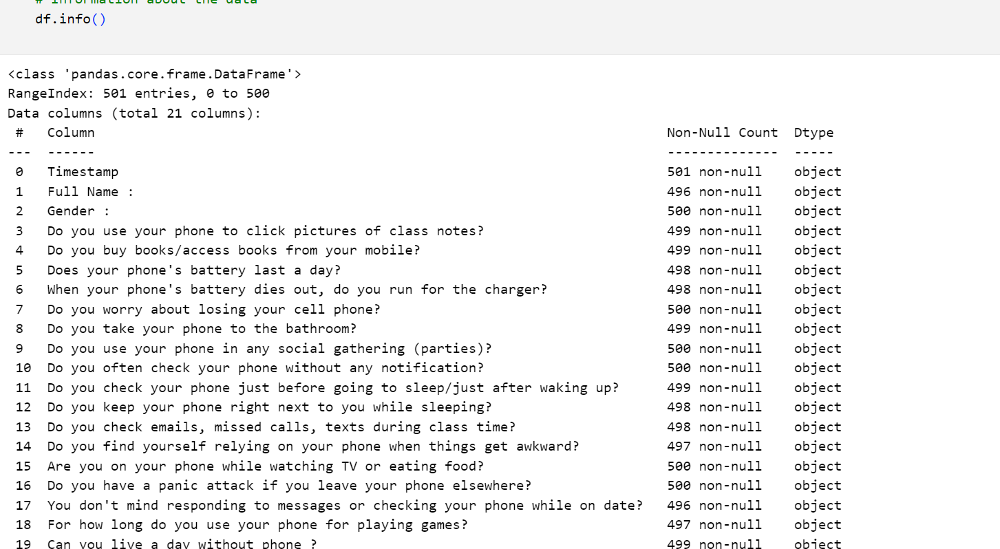 # Information about the data
df.info()
<class 'pandas.core.frame.DataFrame'>
RangeIndex: 501 entries, 0 to 500
Data columns (total 21 columns):
 #   Column                                                                        Non-Null Count  Dtype
---  ------                                                                        --------------  -----
 0   Timestamp                                                                     501 non-null    object
 1   Full Name :                                                                   496 non-null    object
 2   Gender :                                                                      500 non-null    object
 3   Do you use your phone to click pictures of class notes?                       499 non-null    object
 4   Do you buy books/access books from your mobile?                               499 non-null    object
 5   Does your phone's battery last a day?                                         498 non-null    object
 6   When your phone's battery dies out, do you run for the charger?               498 non-null    object
 7   Do you worry about losing your cell phone?                                    500 non-null    object
 8   Do you take your phone to the bathroom?                                       499 non-null    object
 9   Do you use your phone in any social gathering (parties)?                      500 non-null    object
 10  Do you often check your phone without any notification?                       500 non-null    object
 11  Do you check your phone just before going to sleep/just after waking up?      499 non-null    object
 12  Do you keep your phone right next to you while sleeping?                      498 non-null    object
 13  Do you check emails, missed calls, texts during class time?                   498 non-null    object
 14  Do you find yourself relying on your phone when things get awkward?           497 non-null    object
 15  Are you on your phone while watching TV or eating food?                       500 non-null    object
 16  Do you have a panic attack if you leave your phone elsewhere?                 500 non-null    object
 17  You don't mind responding to messages or checking your phone while on date?   496 non-null    object
 18  For how long do you use your phone for playing games?                         497 non-null    object
 19  Can you live a day without phone ?                                            499 non-null    object